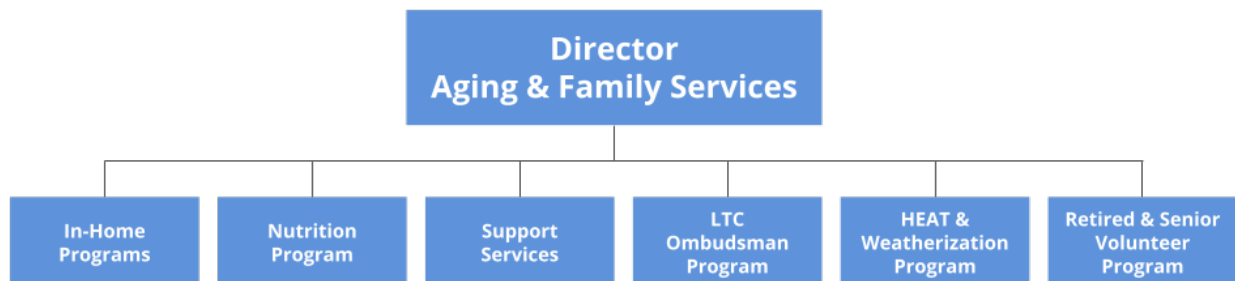 Director
Aging & Family Services
In-Home
Programs
Nutrition
Program
Support
Services
LTC
Ombudsman
Program
HEAT &
Weatherization
Program
Retired & Senior
Volunteer
Program